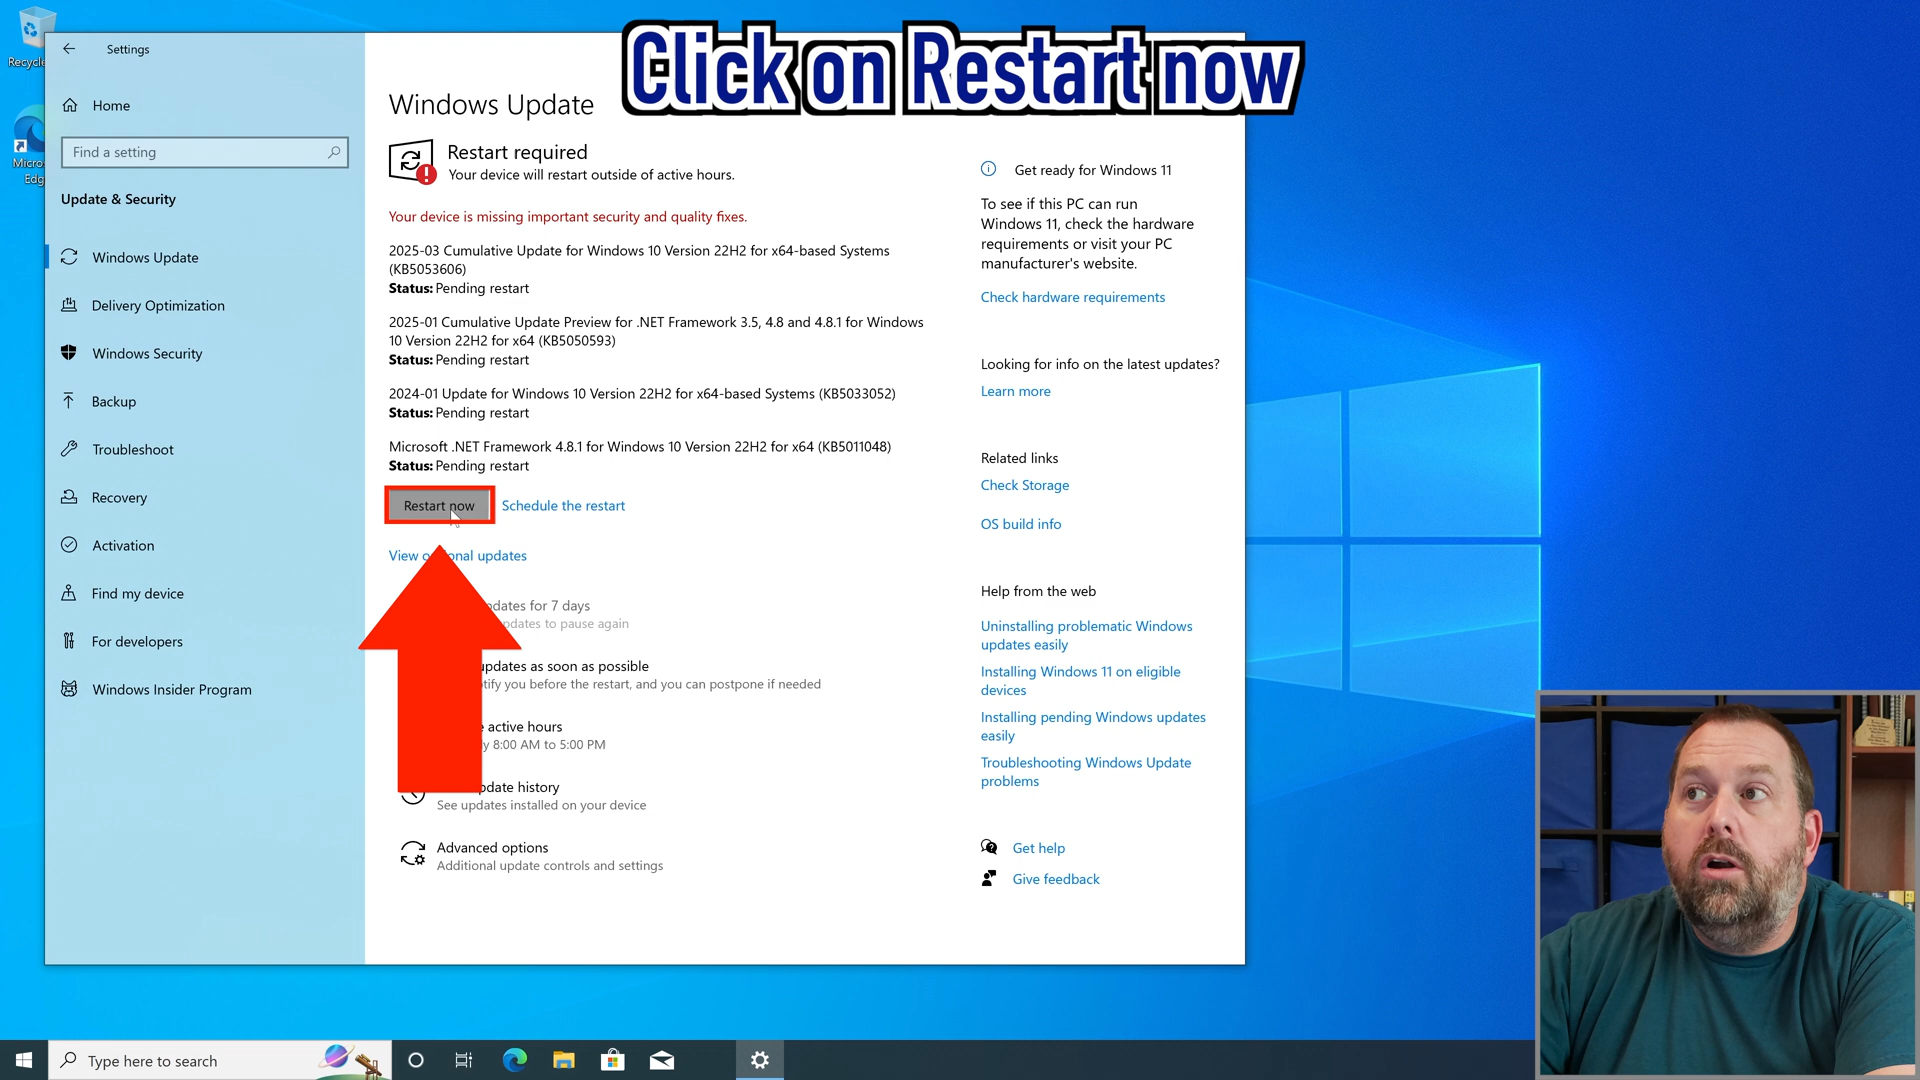 Click on Restart now
Recycle
Micro
Edg
Settings
Home
Find a setting
Update & Security
Windows Update
Delivery Optimization
Windows Security
Backup
Troubleshoot
Recovery
Activation
Find my device
For developers
Windows Insider Program
Windows Update
Restart required
Your device will restart outside of active hours.
Your device is missing important security and quality fixes.
2025-03 Cumulative Update for Windows 10 Version 22H2 for x64-based Systems
(KB5053606)
Status: Pending restart
2025-01 Cumulative Update Preview for .NET Framework 3.5, 4.8 and 4.8.1 for Windows
10 Version 22H2 for x64 (KB5050593)
Status: Pending restart
2024-01 Update for Windows 10 Version 22H2 for x64-based Systems (KB5033052)
Status: Pending restart
Microsoft .NET Framework 4.8.1 for Windows 10 Version 22H2 for x64 (KB5011048)
Status: Pending restart
Restart now
Schedule the restart
View o onal updates
dates for 7 days
pdates to pause again
updates as soon as possible
tify you before the restart, and you can postpone if needed
e active hours
y 8:00 AM to 5:00 PM
pdate history
See updates installed on your device
Advanced options
Additional update controls and settings
Get ready for Windows 11
To see if this PC can run
Windows 11, check the hardware
requirements or visit your PC
manufacturer's website.
Check hardware requirements
Looking for info on the latest updates?
Learn more
Related links
Check Storage
OS build info
Help from the web
Uninstalling problematic Windows
updates easily
Installing Windows 11 on eligible
devices
Installing pending Windows updates
easily
Troubleshooting Windows Update
problems
Get help
Give feedback
Type here to search